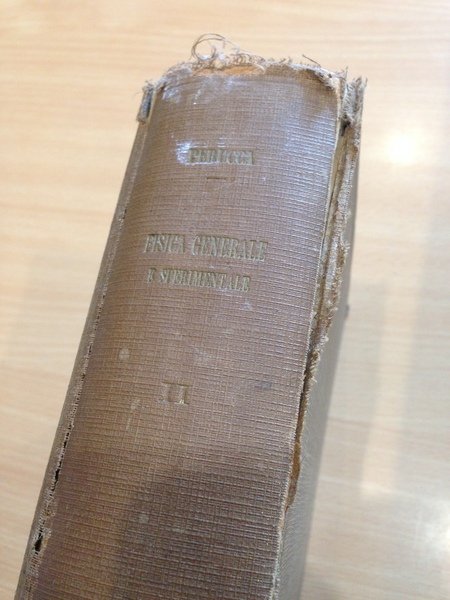 PERUCCA
FISICA GENERALE
E SPERIMENTALE
II